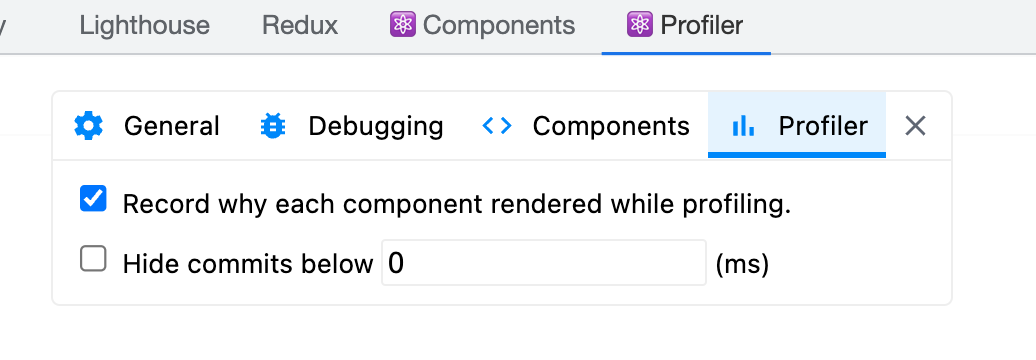 Lighthouse Redux Components Profiler
General Debugging Components Profiler
Record why each component rendered while profiling.
Hide commits below 0 (ms)